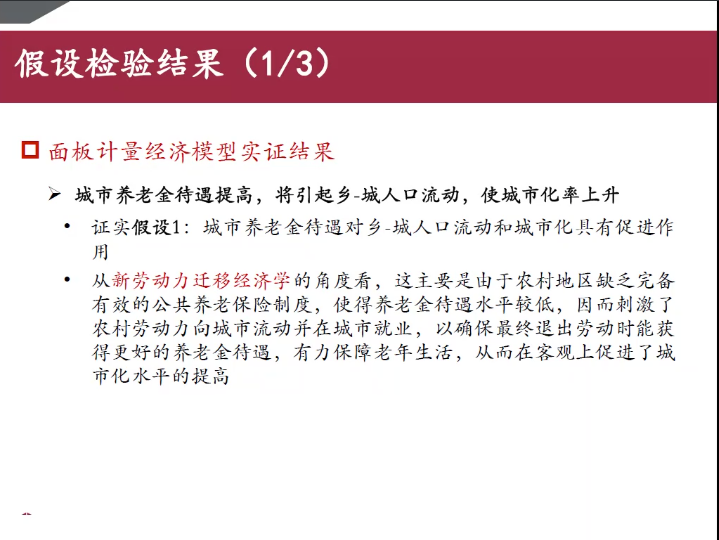 假设检验结果（1/3）
面板计量经济模型实证结果
城市养老金待遇提高，将引起乡-城人口流动，使城市化率上升
证实假设1：城市养老金待遇对乡-城人口流动和城市化具有促进作
用
从新劳动力迁移经济学的角度看，这主要是由于农村地区缺乏完备
有效的公共养老保险制度，使得养老金待遇水平较低，因而刺激了
农村劳动力向城市流动并在城市就业，以确保最终退出劳动时能获
得更好的养老金待遇，有力保障老年生活，从而在客观上促进了城
市化水平的提高